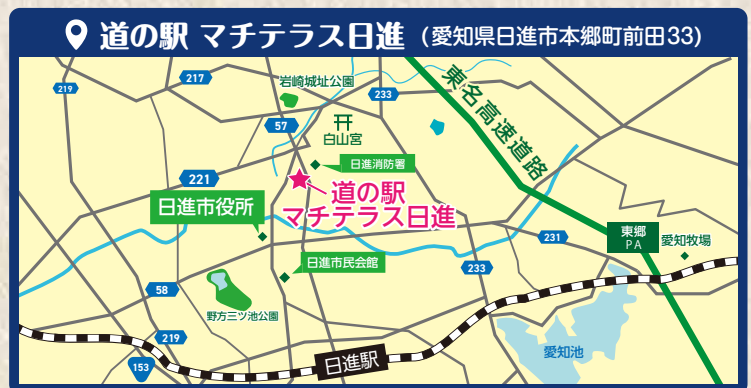 道の駅 マチテラス日進 (愛知県日進市本郷町前田33)
217
219
岩崎城址公園
233
東名高速道路
57
白山宮
日進消防署
221
道の駅
マチテラス日進
日進市役所
231
東郷
PA
愛知牧場
日進市民会館
233
58
野方三ツ池公園
219
日進駅
愛知池
153